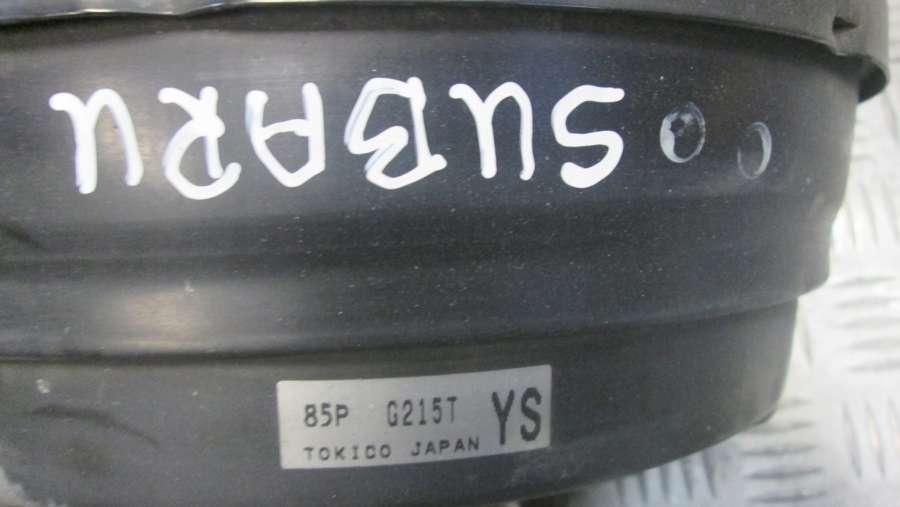 SUBARU
85P G215T YS
TOKICO JAPAN